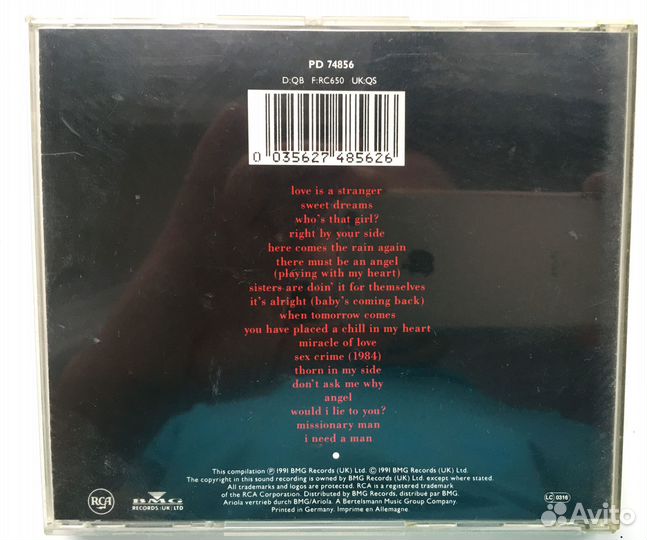 PD 74856
D:QB F:RC650 UK:QS
0 035627 485626
love is a stranger
sweet dreams
who's that girl?
right by your side
here comes the rain again
there must be an angel
(playing with my heart)
sisters are doin' it for themselves
it's alright (baby's coming back)
when tomorrow comes
you have placed a chill in my heart
miracle of love
sex crime (1984)
thorn in my side
don't ask me why
angel
would i lie to you?
missionary man
i need a man
This compilation ℗ 1991 BMG Records (UK) Ltd. © 1991 BMG Records (UK) Ltd.
The copyright in this sound recording is owned by BMG Records (UK) Ltd. except where stated.
All trademarks and logos are protected. RCA is a registered trademark
of the RCA Corporation. Distributed by BMG Records, distribué par BMG.
Ariola vertrieb durch BMG/Ariola. A Bertelsmann Music Group Company.
Printed in Germany. Imprime en Allemagne.
RCA
BMG
RECORDS (UK) LTD
LC 0316
Avito